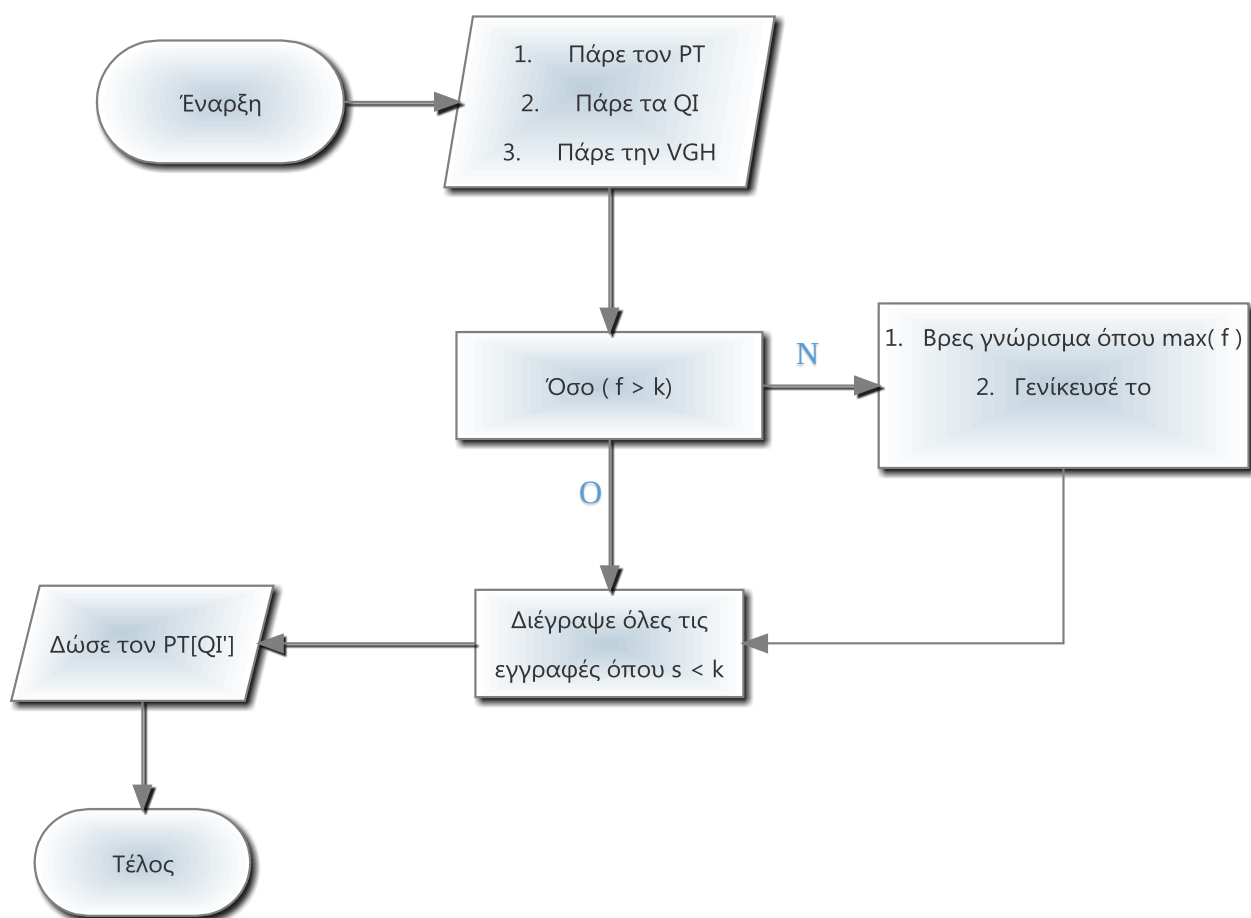 Έναρξη
1. Πάρε τον PT
2. Πάρε τα QI
3. Πάρε την VGH
Όσο ( f > k)
N
1. Βρες γνώρισμα όπου max( f )
2. Γενίκευσέ το
O
Διέγραψε όλες τις
εγγραφές όπου s < k
Δώσε τον PT[QI']
Τέλος